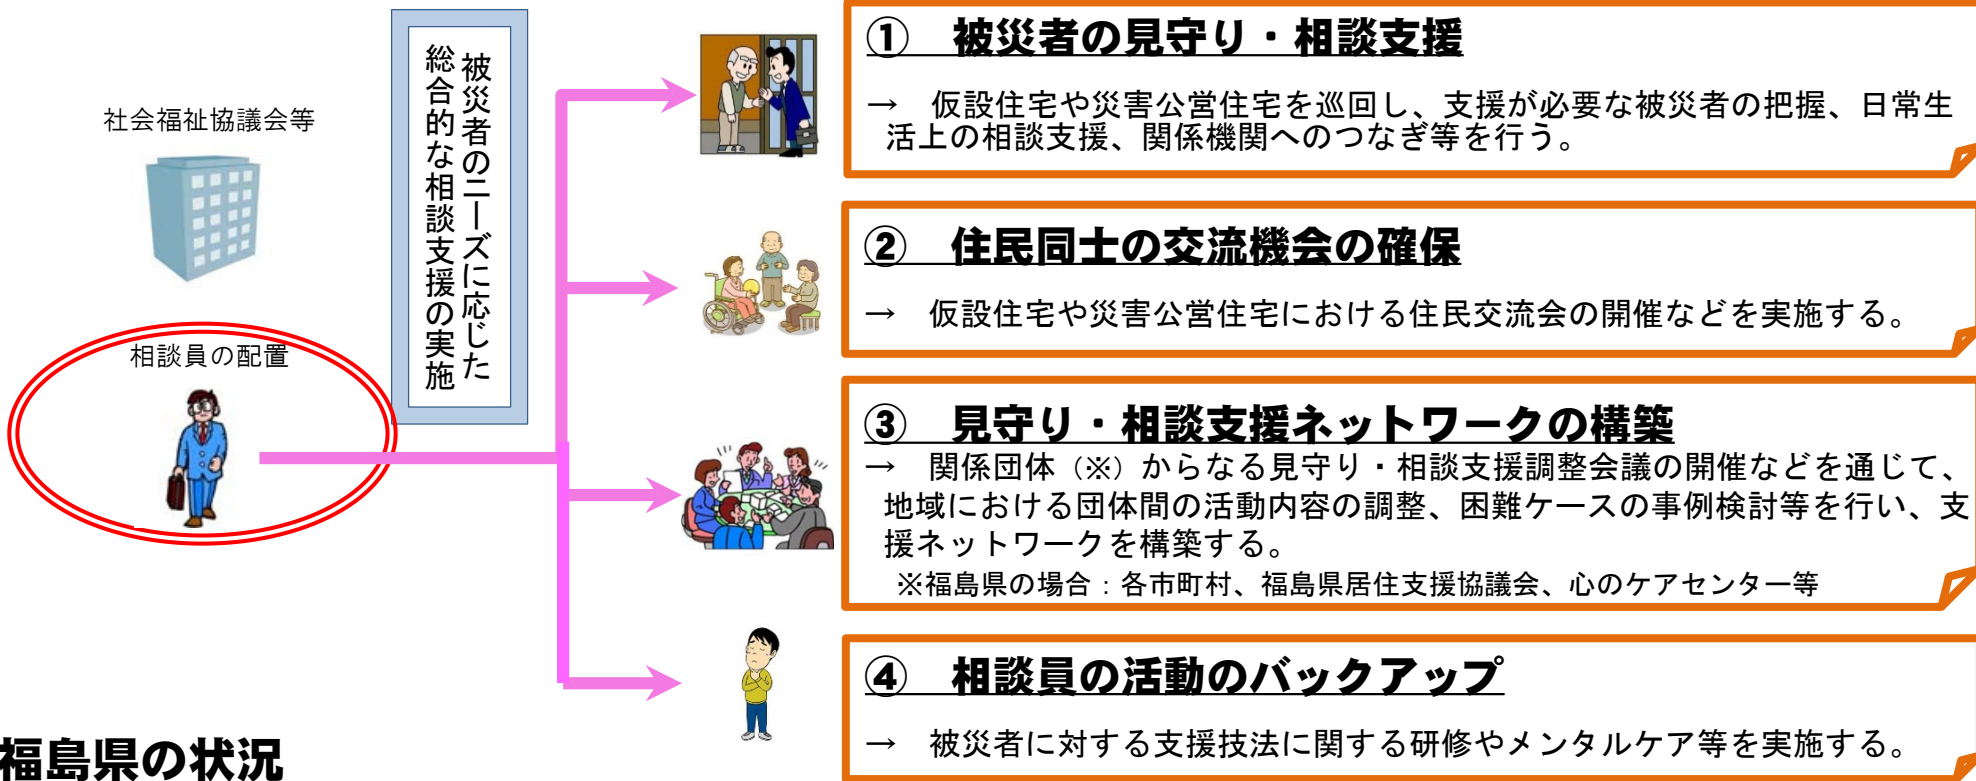 社会福祉協議会等
相談員の配置
被災者のニーズに応じた
総合的な相談支援の実施
① 被災者の見守り・相談支援
→ 仮設住宅や災害公営住宅を巡回し、支援が必要な被災者の把握、日常生
活上の相談支援、関係機関へのつなぎ等を行う。
② 住民同士の交流機会の確保
→ 仮設住宅や災害公営住宅における住民交流会の開催などを実施する。
③ 見守り・相談支援ネットワークの構築
→ 関係団体（※）からなる見守り・相談支援調整会議の開催などを通じて、
地域における団体間の活動内容の調整、困難ケースの事例検討等を行い、支
援ネットワークを構築する。
※福島県の場合：各市町村、福島県居住支援協議会、心のケアセンター等
④ 相談員の活動のバックアップ
→ 被災者に対する支援技法に関する研修やメンタルケア等を実施する。
福島県の状況